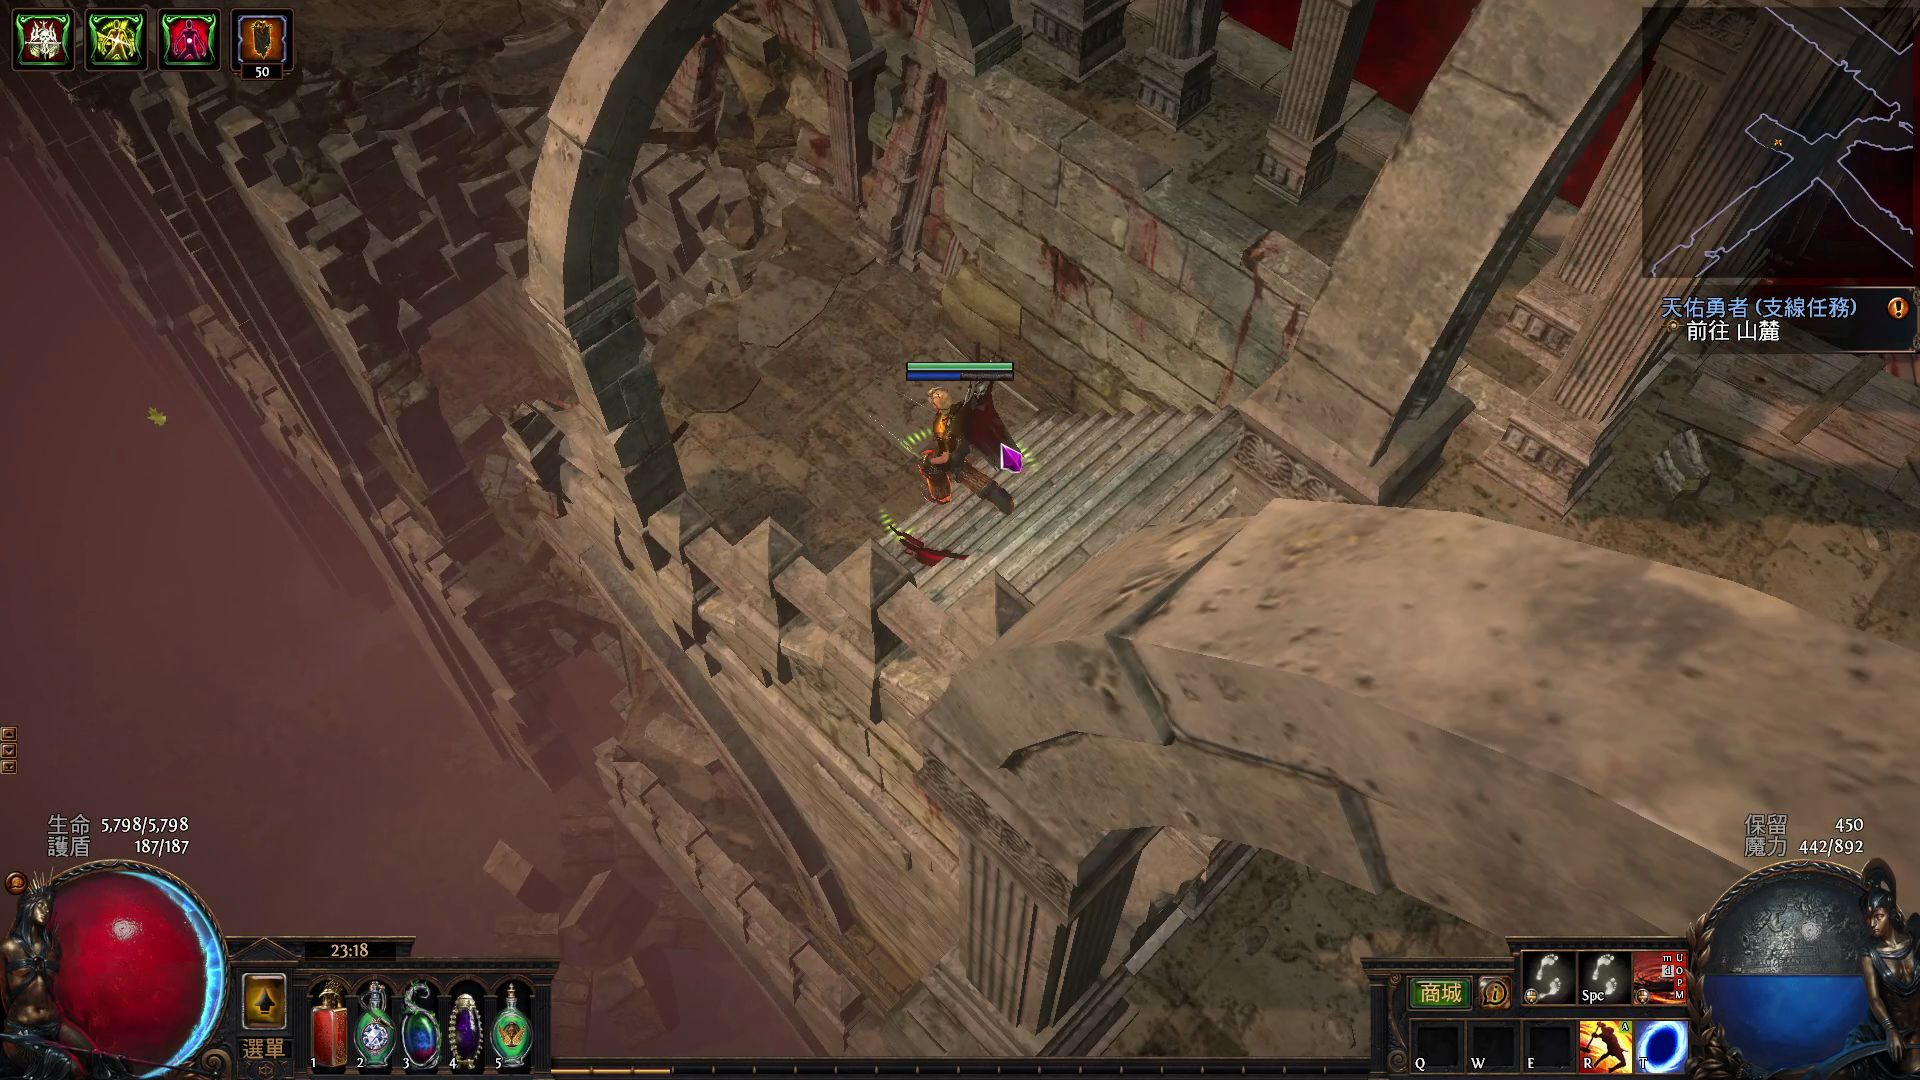 50
天佑勇者 (支線任務)
前往 山麓
生命 5,798/5,798
護盾 187/187
保留 450
魔力 442/892
23:18
選單
1
2
3
4
5
商城
Spc
m U
d O
P
M
Q
W
E
R
A
T